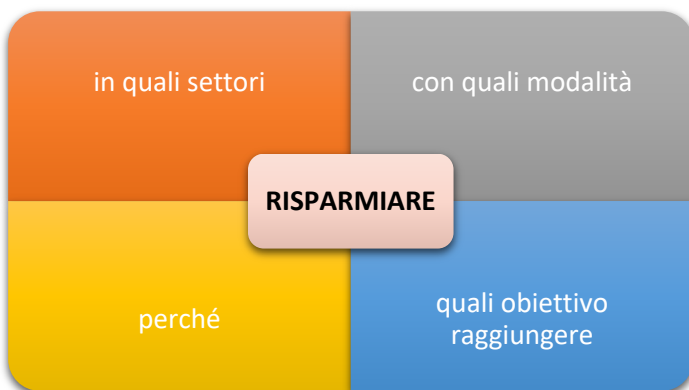 in quali settori
con quali modalità
RISPARMIARE
perché
quali obiettivo
raggiungere